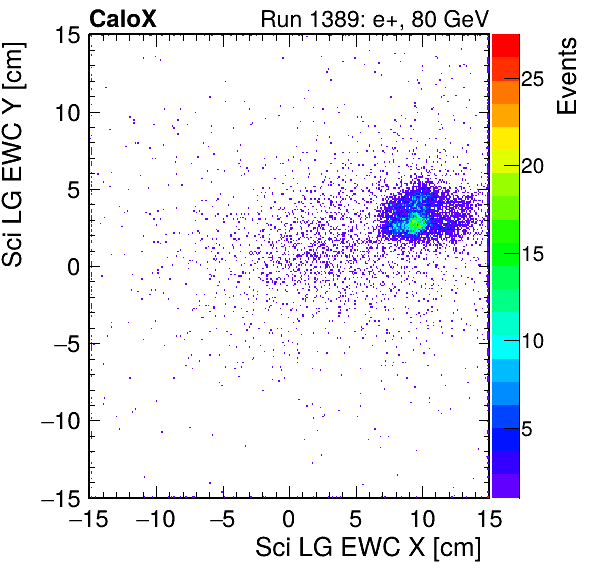 CaloX Run 1389: e+, 80 GeV
Sci LG EWC Y [cm]
15
10
5
0
−5
−10
−15
−15 −10 −5 0 5 10 15
Sci LG EWC X [cm]
Events
25
20
15
10
5